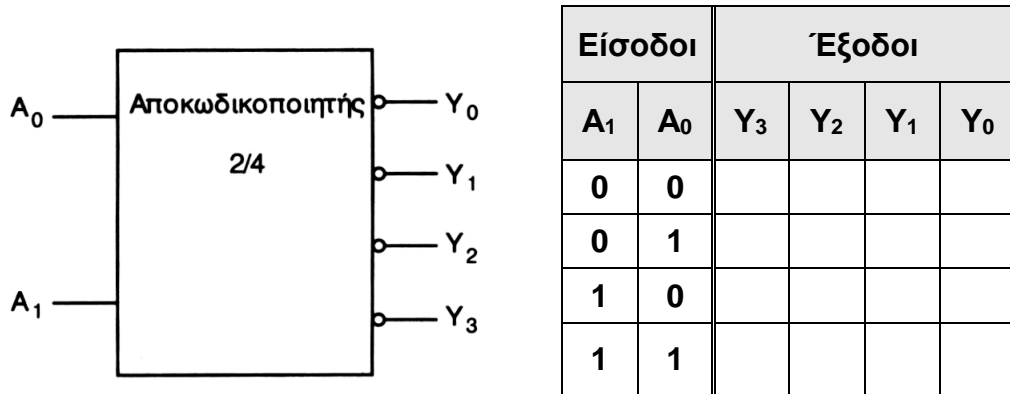 A₀
Αποκωδικοποιητής
2/4
A₁
Y₀
Y₁
Y₂
Y₃
Είσοδοι Έξοδοι
A₁ A₀ Y₃ Y₂ Y₁ Y₀
0 0
0 1
1 0
1 1